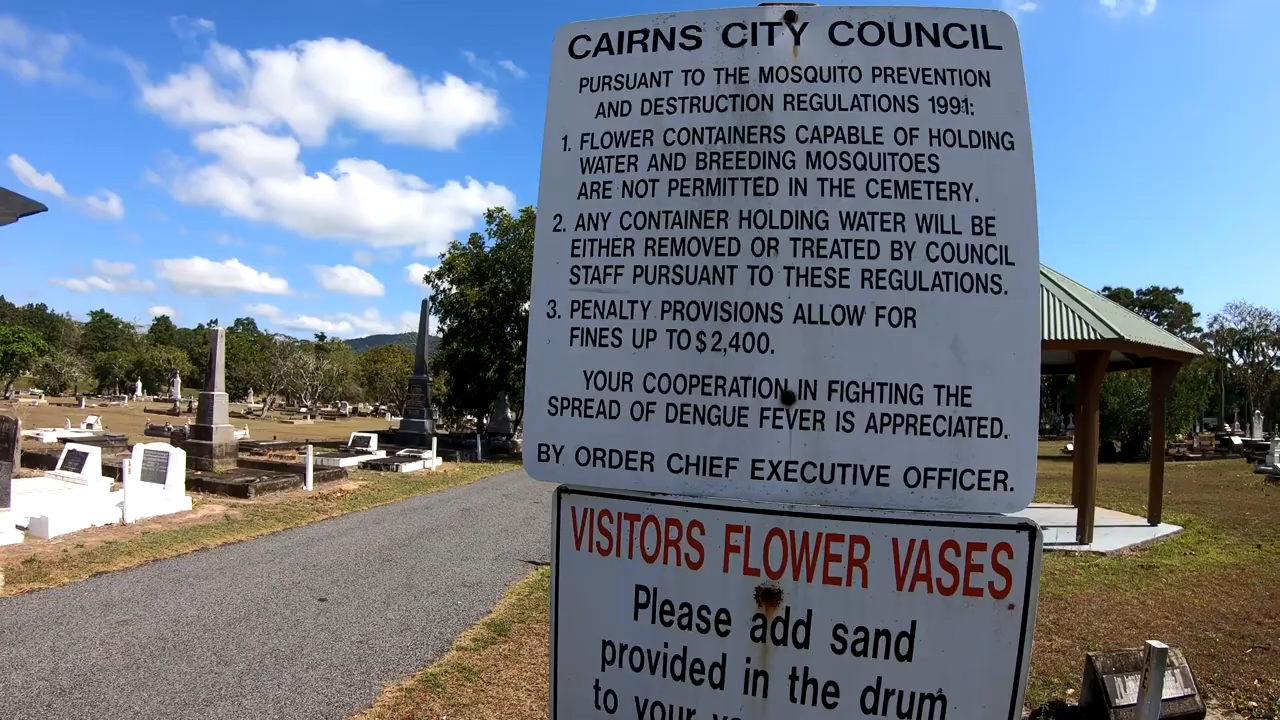 CAIRNS CITY COUNCIL
PURSUANT TO THE MOSQUITO PREVENTION
AND DESTRUCTION REGULATIONS 1991:
1. FLOWER CONTAINERS CAPABLE OF HOLDING
WATER AND BREEDING MOSQUITOES
ARE NOT PERMITTED IN THE CEMETERY.
2. ANY CONTAINER HOLDING WATER WILL BE
EITHER REMOVED OR TREATED BY COUNCIL
STAFF PURSUANT TO THESE REGULATIONS.
3. PENALTY PROVISIONS ALLOW FOR
FINES UP TO $2,400.
YOUR COOPERATION IN FIGHTING THE
SPREAD OF DENGUE FEVER IS APPRECIATED.
BY ORDER CHIEF EXECUTIVE OFFICER.
VISITORS FLOWER VASES
Please add sand
provided in the drum
to your